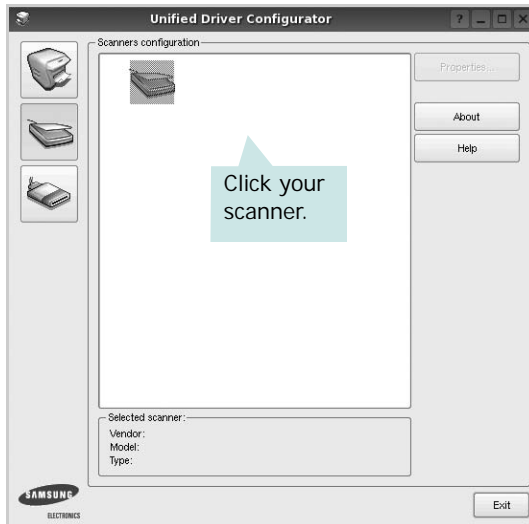 Unified Driver Configurator
Scanners configuration
Properties...
About
Help
Click your
scanner.
Selected scanner:
Vendor:
Model:
Type:
SAMSUNG
ELECTRONICS
Exit